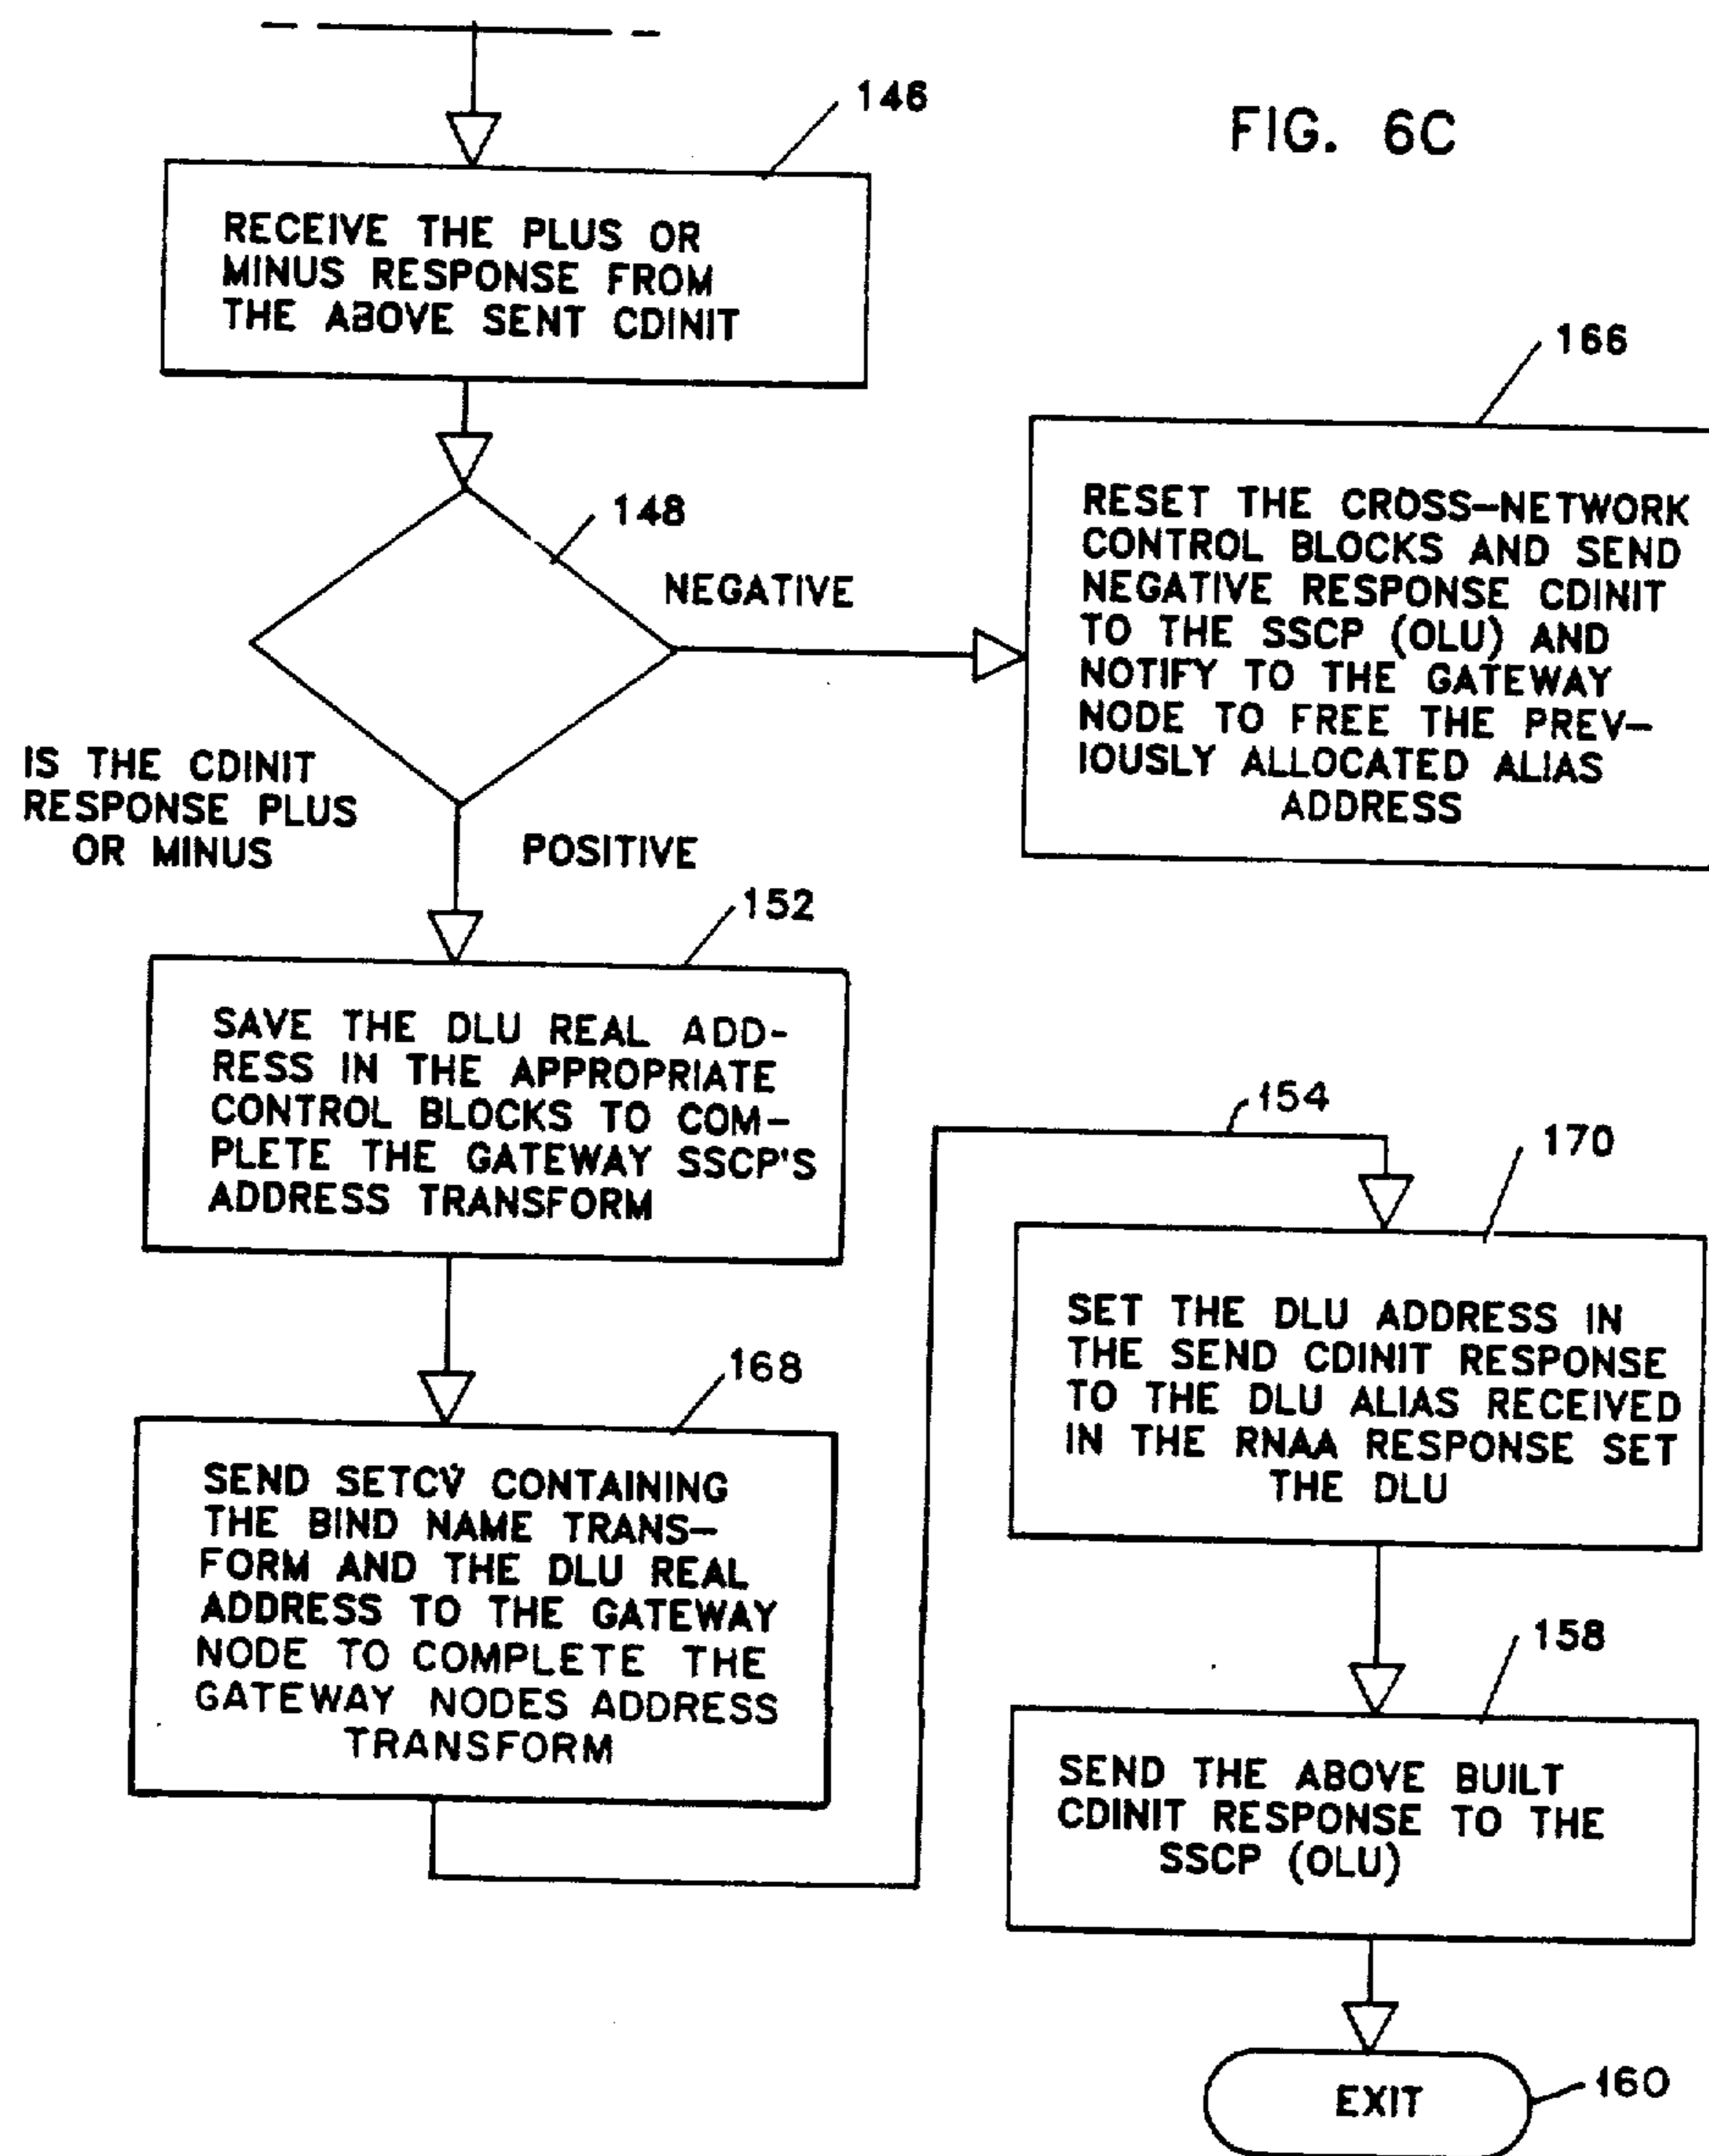 FIG. 6C
146
RECEIVE THE PLUS OR
MINUS RESPONSE FROM
THE ABOVE SENT CDINIT
148
NEGATIVE
IS THE CDINIT
RESPONSE PLUS
OR MINUS
POSITIVE
166
RESET THE CROSS-NETWORK
CONTROL BLOCKS AND SEND
NEGATIVE RESPONSE CDINIT
TO THE SSCP (OLU) AND
NOTIFY TO THE GATEWAY
NODE TO FREE THE PREV-
IOUSLY ALLOCATED ALIAS
ADDRESS
152
SAVE THE DLU REAL ADD-
RESS IN THE APPROPRIATE
CONTROL BLOCKS TO COM-
PLETE THE GATEWAY SSCP'S
ADDRESS TRANSFORM
168
SEND SETCV CONTAINING
THE BIND NAME TRANS-
FORM AND THE DLU REAL
ADDRESS TO THE GATEWAY
NODE TO COMPLETE THE
GATEWAY NODES ADDRESS
TRANSFORM
154
170
SET THE DLU ADDRESS IN
THE SEND CDINIT RESPONSE
TO THE DLU ALIAS RECEIVED
IN THE RNAA RESPONSE SET
THE DLU
158
SEND THE ABOVE BUILT
CDINIT RESPONSE TO THE
SSCP (OLU)
EXIT
160